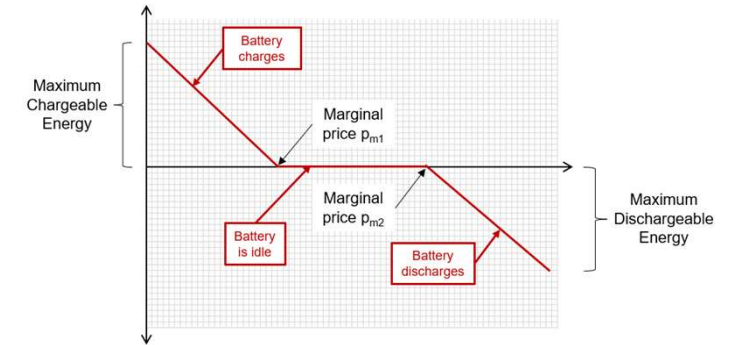 Battery
charges
Maximum
Chargeable
Energy
Marginal
price pm1
Marginal
price pm2
Battery
is idle
Battery
discharges
Maximum
Dischargeable
Energy